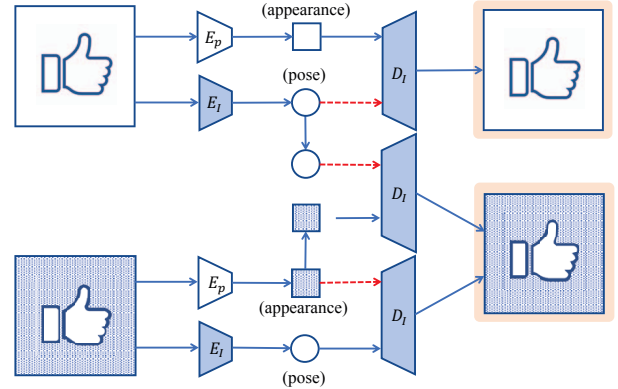 (appearance)
E_p
(pose)
E_I
D_I
D_I
E_p
(appearance)
D_I
E_I
(pose)